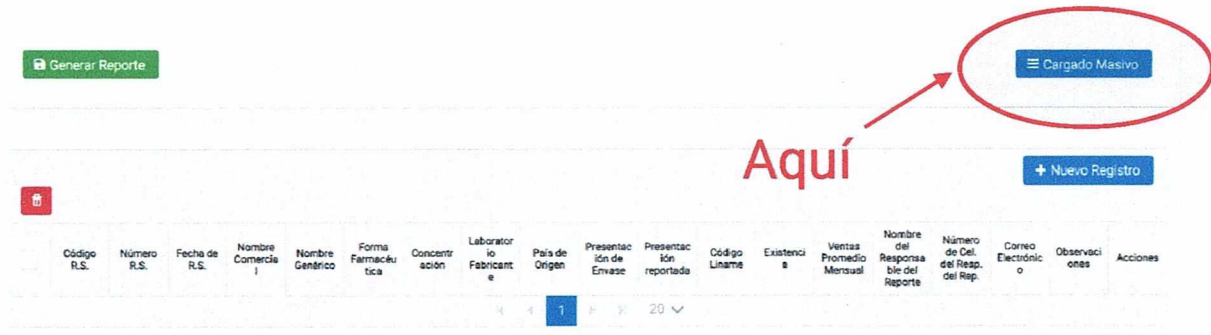 Generar Reporte
Cargado Masivo
Aquí
+ Nuevo Registro
Código R.S.
Número R.S.
Fecha de R.S.
Nombre Comercial
Nombre Genérico
Forma Farmacéutica
Concentración
Laboratorio Fabricante
País de Origen
Presentación de Envase
Presentación reportada
Código Liname
Existencia
Ventas Promedio Mensual
Nombre del Responsable del Reporte
Número de Cel. del Resp. del Rep.
Correo Electrónico
Observaciones
Acciones
1
20